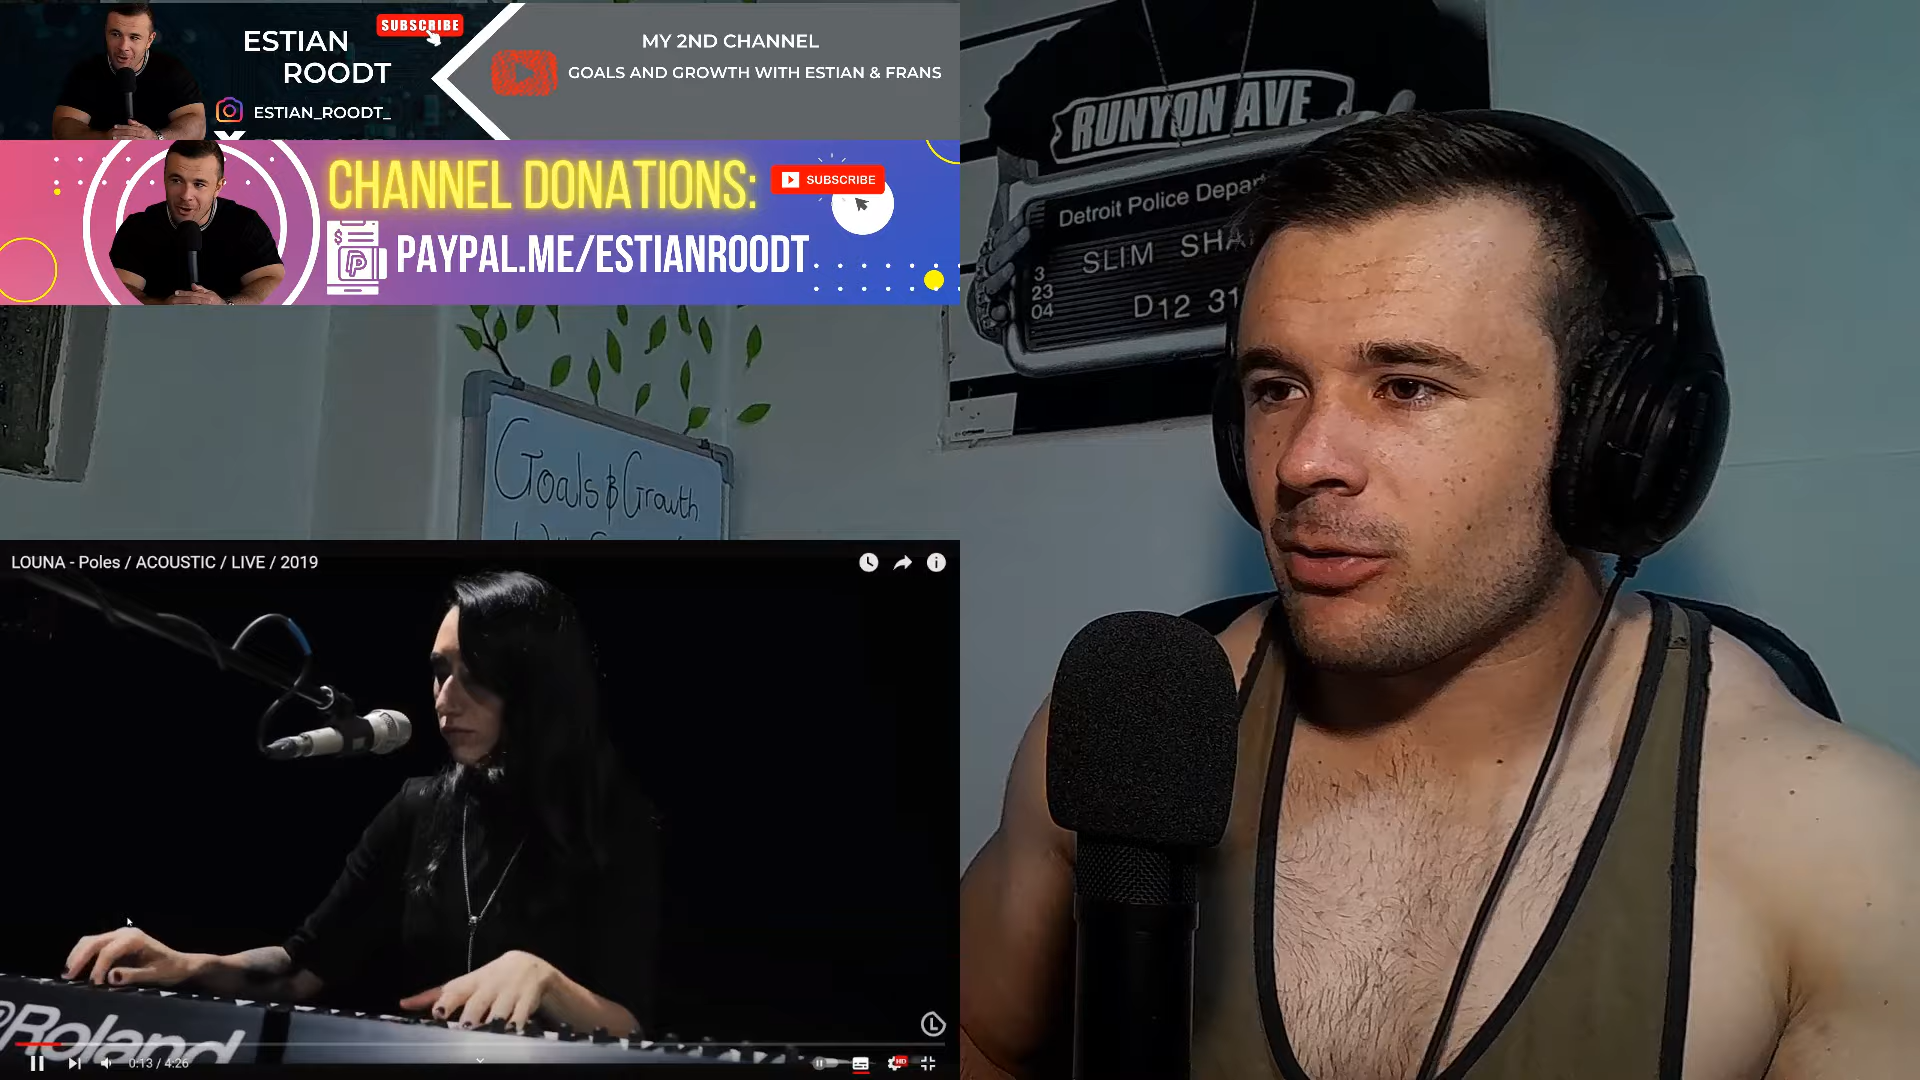 ESTIAN
ROODT
SUBSCRIBE
ESTIAN_ROODT_
MY 2ND CHANNEL
GOALS AND GROWTH WITH ESTIAN & FRANS
CHANNEL DONATIONS:
SUBSCRIBE
PAYPAL.ME/ESTIANROODT
RUNYON AVE
Detroit Police Depar
SLIM SHA
3
23
04
D12 31
Goals & Growth
LOUNA - Poles / ACOUSTIC / LIVE / 2019
Roland
0:13 / 4:26
HD